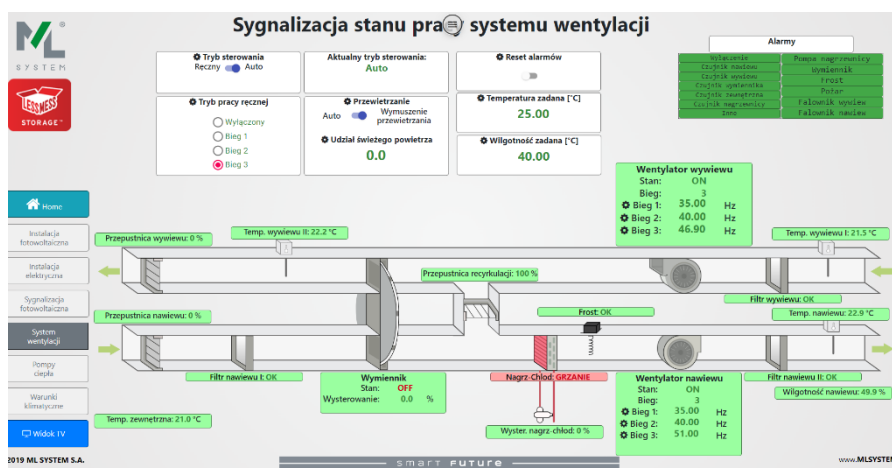 Sygnalizacja stanu pracy systemu wentylacji
ML
SYSTEM
LESSMESS
STORAGE
Tryb sterowania
Ręczny Auto
Aktualny tryb sterowania:
Auto
Reset alarmów
Alarmy
Wyłączenie
Czujnik nawiewu
Czujnik wywiewu
Czujnik wymiennika
Czujnik zewnętrzna
Czujnik nagrzewnicy
Inne
Pompa nagrzewnicy
Wymiennik
Frost
Pożar
Falownik wywiew
Falownik nawiew
Tryb pracy ręcznej
Wyłączony
Bieg 1
Bieg 2
Bieg 3
Przewietrzanie
Auto Wymuszenie
przewietrzania
Udział świeżego powietrza
0.0
Temperatura zadana [°C]
25.00
Wilgotność zadana [°C]
40.00
Home
Instalacja
fotowoltaiczna
Instalacja
elektryczna
Sygnalizacja
fotowoltaiczna
System
wentylacji
Pompy
ciepła
Warunki
klimatyczne
Widok TV
Wentylator wywiewu
Stan: ON
Bieg: 3
Bieg 1: 35.00 Hz
Bieg 2: 40.00 Hz
Bieg 3: 46.90 Hz
Przepustnica wywiewu: 0 %
Temp. wywiewu II: 22.2 °C
Temp. wywiewu I: 21.5 °C
Przepustnica recyrkulacji: 100 %
Filtr wywiewu: OK
Przepustnica nawiewu: 0 %
Frost: OK
Temp. nawiewu: 22.9 °C
Filtr nawiewu I: OK
Wymiennik
Stan: OFF
Wysterowanie: 0.0 %
Nagrz-Chłod: GRZANIE
Wentylator nawiewu
Stan: ON
Bieg: 3
Bieg 1: 35.00 Hz
Bieg 2: 40.00 Hz
Bieg 3: 51.00 Hz
Filtr nawiewu II: OK
Wilgotność nawiewu: 49.9 %
Temp. zewnętrzna: 21.0 °C
Wyster. nagrz-chłod: 0 %
2019 ML SYSTEM S.A.
smart FUTURE
www.MLSYSTE